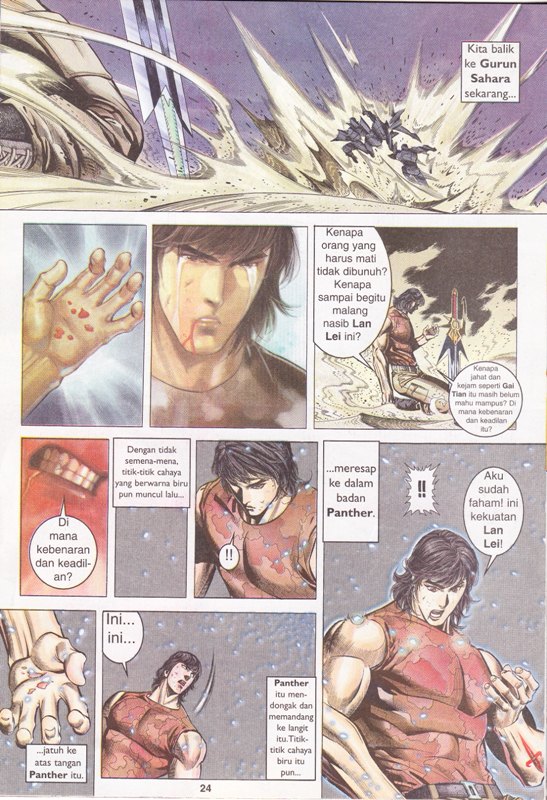 Kita balik
ke Gurun
Sahara
sekarang...
Kenapa
orang yang
harus mati
tidak dibunuh?
Kenapa
sampai begitu
malang
nasib Lan
Lei ini?
Kenapa
jahat dan
kejam seperti Gai
Tian itu masih belum
mahu mampus? Di
mana kebenaran
dan keadilan
itu?
Di
mana
kebenaran
dan keadil-
an?
Dengan tidak
semena-mena,
titik-titik cahaya
yang berwarna biru
pun muncul lalu...
!!
...meresap
ke dalam
badan
Panther.
!!
Aku
sudah
faham! ini
kekuatan
Lan
Lei!
...jatuh ke
atas tangan
Panther itu.
Ini...
ini...
Panther
itu men-
dongak dan
memandang
ke langit
itu.Titik-
titik cahaya
biru itu
pun...
24